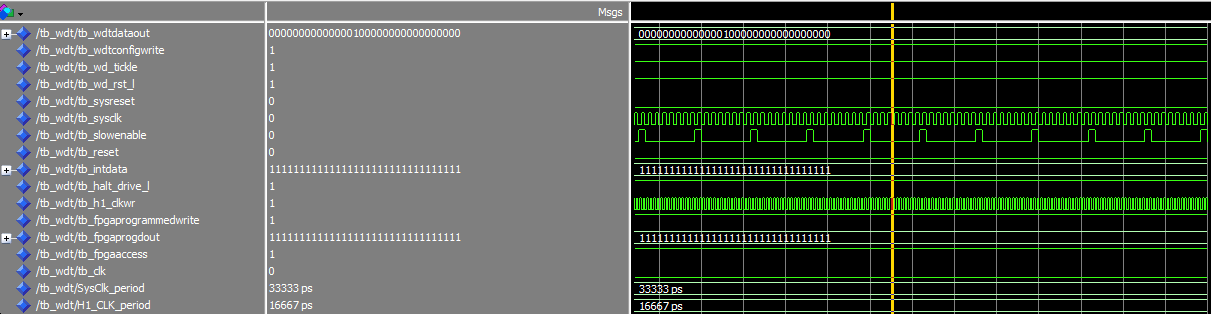 Msgs
/tb_wdt/tb_wdtdataout 00000000000000100000000000000000 00000000000000100000000000000000
/tb_wdt/tb_wdtconfigwrite 1
/tb_wdt/tb_wd_tickle 1
/tb_wdt/tb_wd_rst_l 1
/tb_wdt/tb_sysreset 0
/tb_wdt/tb_sysclk 0
/tb_wdt/tb_slowenable 0
/tb_wdt/tb_reset 0
/tb_wdt/tb_intdata 11111111111111111111111111111111 11111111111111111111111111111111
/tb_wdt/tb_halt_drive_l 1
/tb_wdt/tb_h1_clkwr 1
/tb_wdt/tb_fpgaprogrammedwrite 1
/tb_wdt/tb_fpgaprogdout 11111111111111111111111111111111 11111111111111111111111111111111
/tb_wdt/tb_fpgaaccess 1
/tb_wdt/tb_clk 0
/tb_wdt/SysClk_period 33333 ps 33333 ps
/tb_wdt/H1_CLK_period 16667 ps 16667 ps